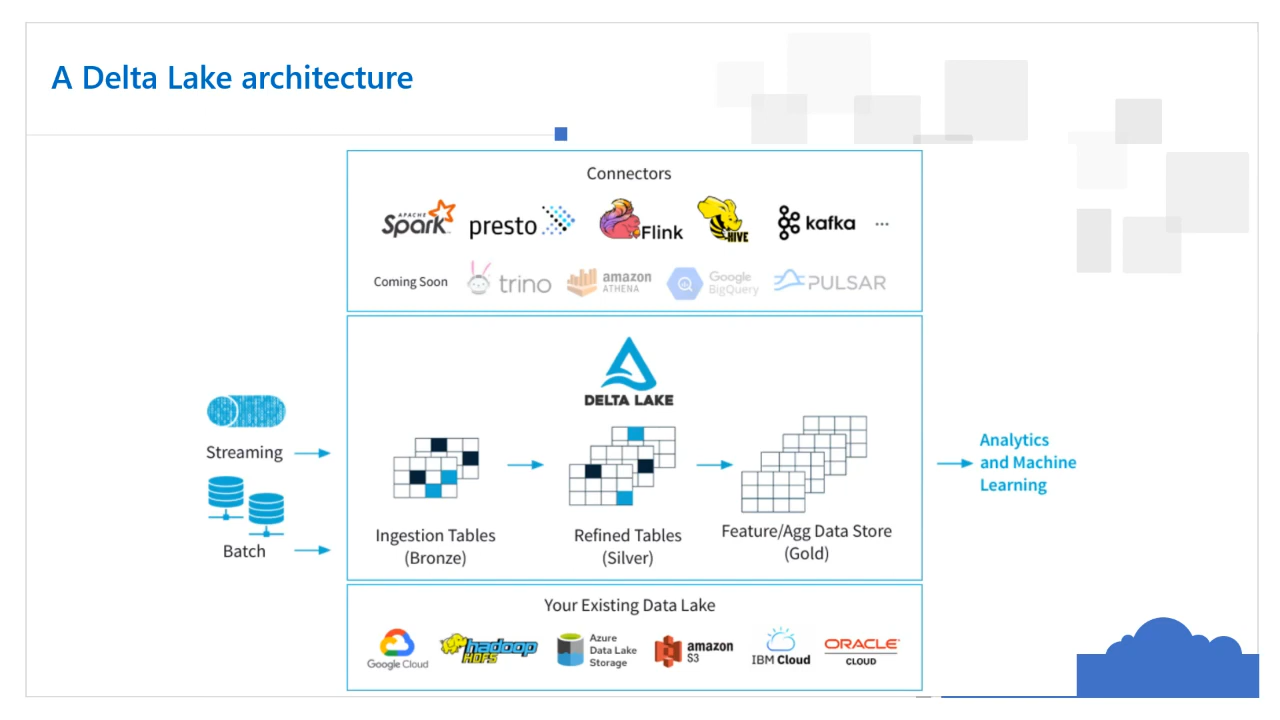 A Delta Lake architecture
Connectors
APACHE
Spark
presto
Flink
HIVE
kafka
...
Coming Soon
trino
amazon
ATHENA
Google
BigQuery
PULSAR
DELTA LAKE
Streaming
Batch
Ingestion Tables
(Bronze)
Refined Tables
(Silver)
Feature/Agg Data Store
(Gold)
Analytics
and Machine
Learning
Your Existing Data Lake
Google Cloud
hadoop
HDFS
Azure
Data Lake
Storage
amazon
S3
IBM Cloud
ORACLE
CLOUD